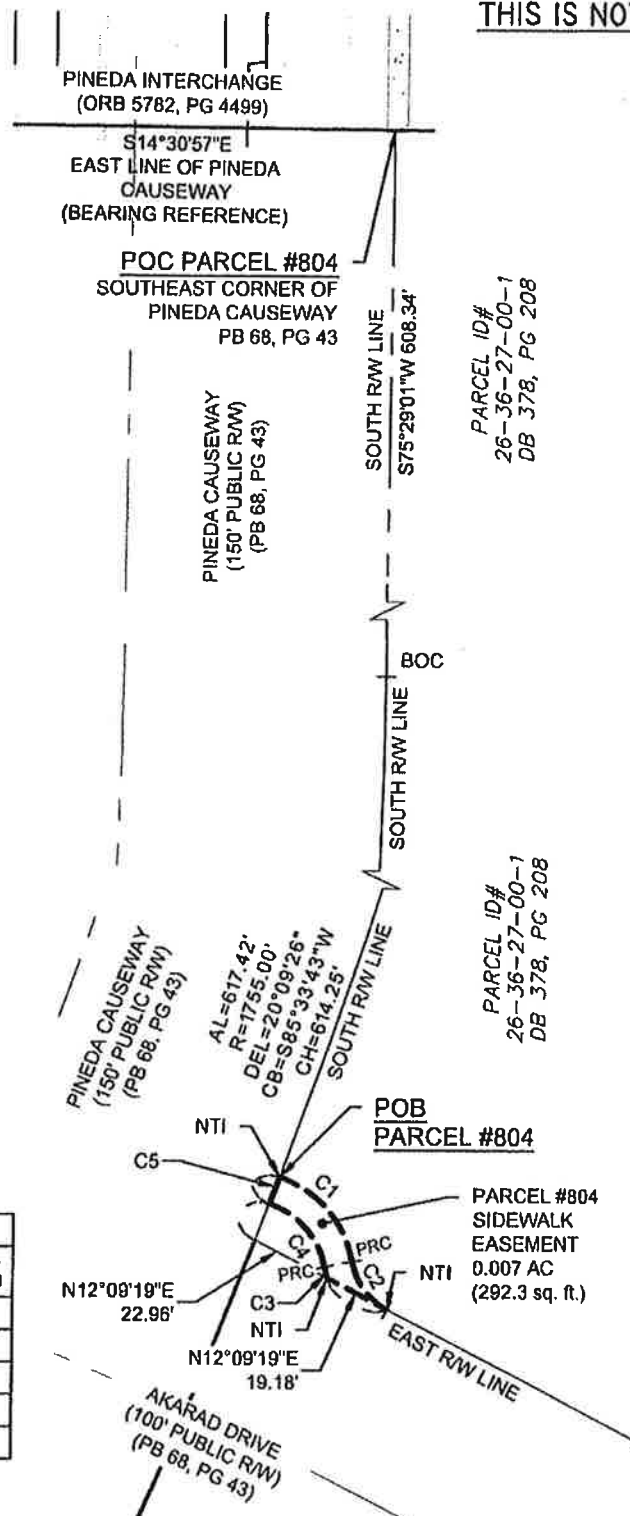 THIS IS NOT
PINEDA INTERCHANGE
(ORB 5782, PG 4499)
S14°30'57"E
EAST LINE OF PINEDA
CAUSEWAY
(BEARING REFERENCE)
POC PARCEL #804
SOUTHEAST CORNER OF
PINEDA CAUSEWAY
PB 68, PG 43
SOUTH R/W LINE
S75°29'01"W 608.34'
PARCEL ID#
26-36-27-00-1
DB 378, PG 208
PINEDA CAUSEWAY
(150' PUBLIC R/W)
(PB 68, PG 43)
BOC
SOUTH R/W LINE
PARCEL ID#
26-36-27-00-1
DB 378, PG 208
PINEDA CAUSEWAY
(150' PUBLIC R/W)
(PB 68, PG 43)
AL=617.42'
R=1755.00'
DEL=20°09'26"
CB=S85°33'43"W
CH=614.25'
SOUTH R/W LINE
POB
PARCEL #804
NTI
C5
C1
PARCEL #804
SIDEWALK
EASEMENT
0.007 AC
(292.3 sq. ft.)
C4
PRC
PRC
C2
NTI
N12°09'19"E
22.96'
C3
NTI
N12°09'19"E
19.18'
EAST R/W LINE
AKARAD DRIVE
(100' PUBLIC R/W)
(PB 68, PG 43)